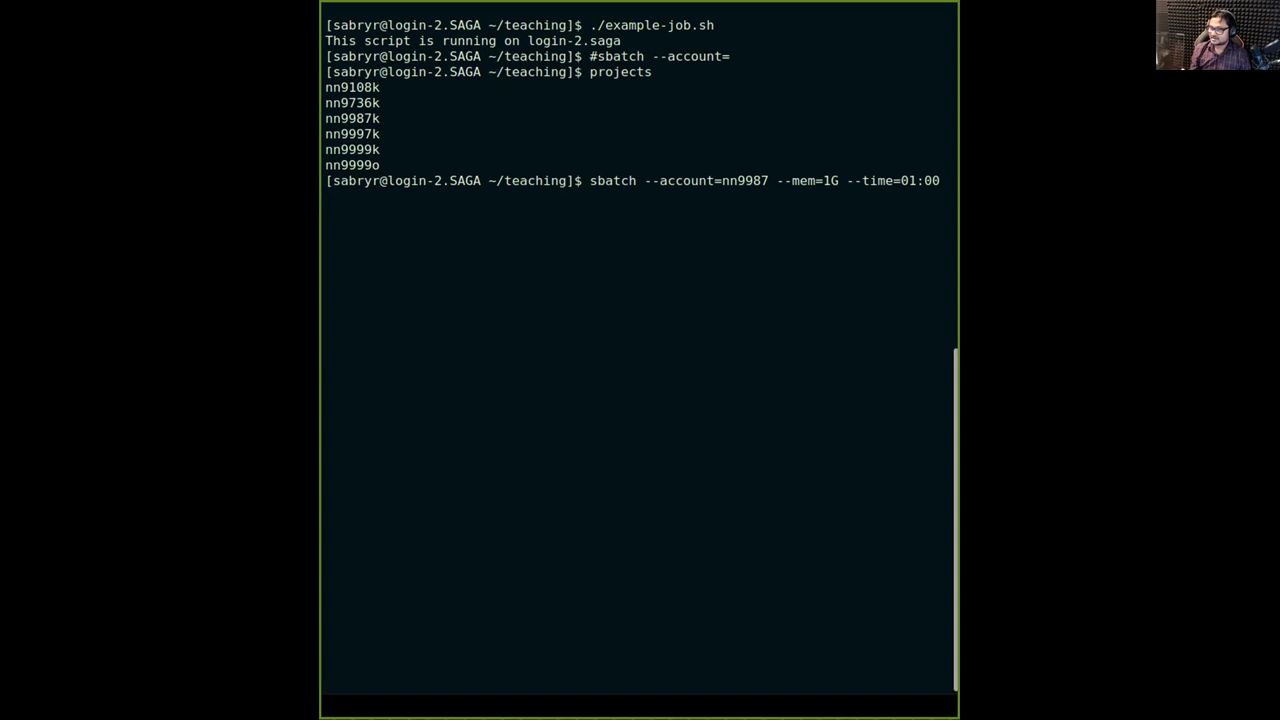 [sabryr@login-2.SAGA ~/teaching]$ ./example-job.sh
This script is running on login-2.saga
[sabryr@login-2.SAGA ~/teaching]$ #sbatch --account=
[sabryr@login-2.SAGA ~/teaching]$ projects
nn9108k
nn9736k
nn9987k
nn9997k
nn9999k
nn9999o
[sabryr@login-2.SAGA ~/teaching]$ sbatch --account=nn9987 --mem=1G --time=01:00